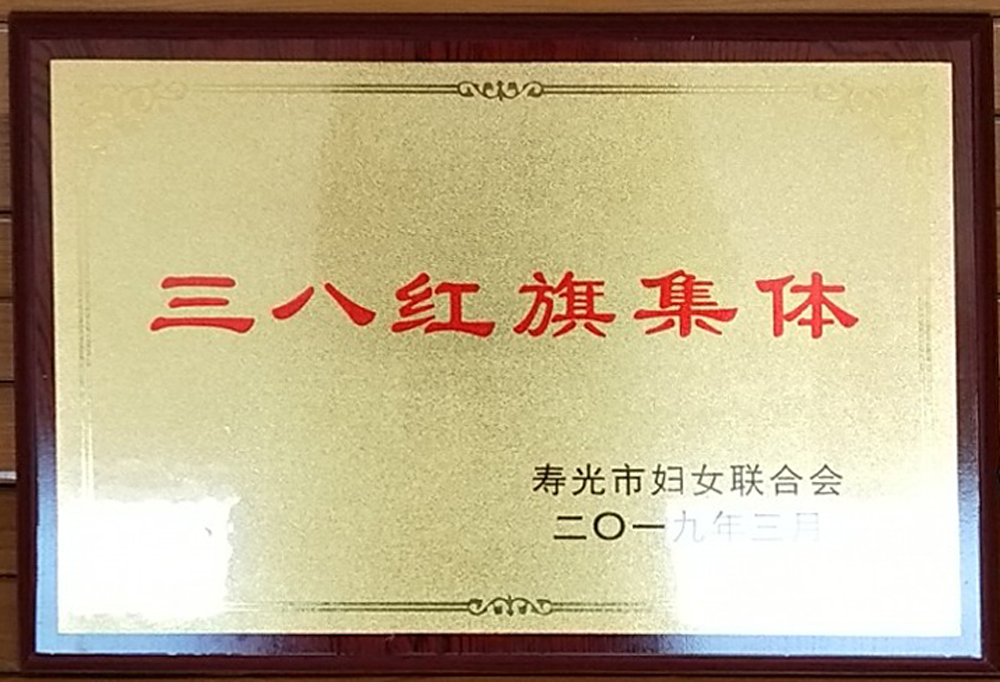 三八红旗集体
寿光市妇女联合会
二〇一九年三月